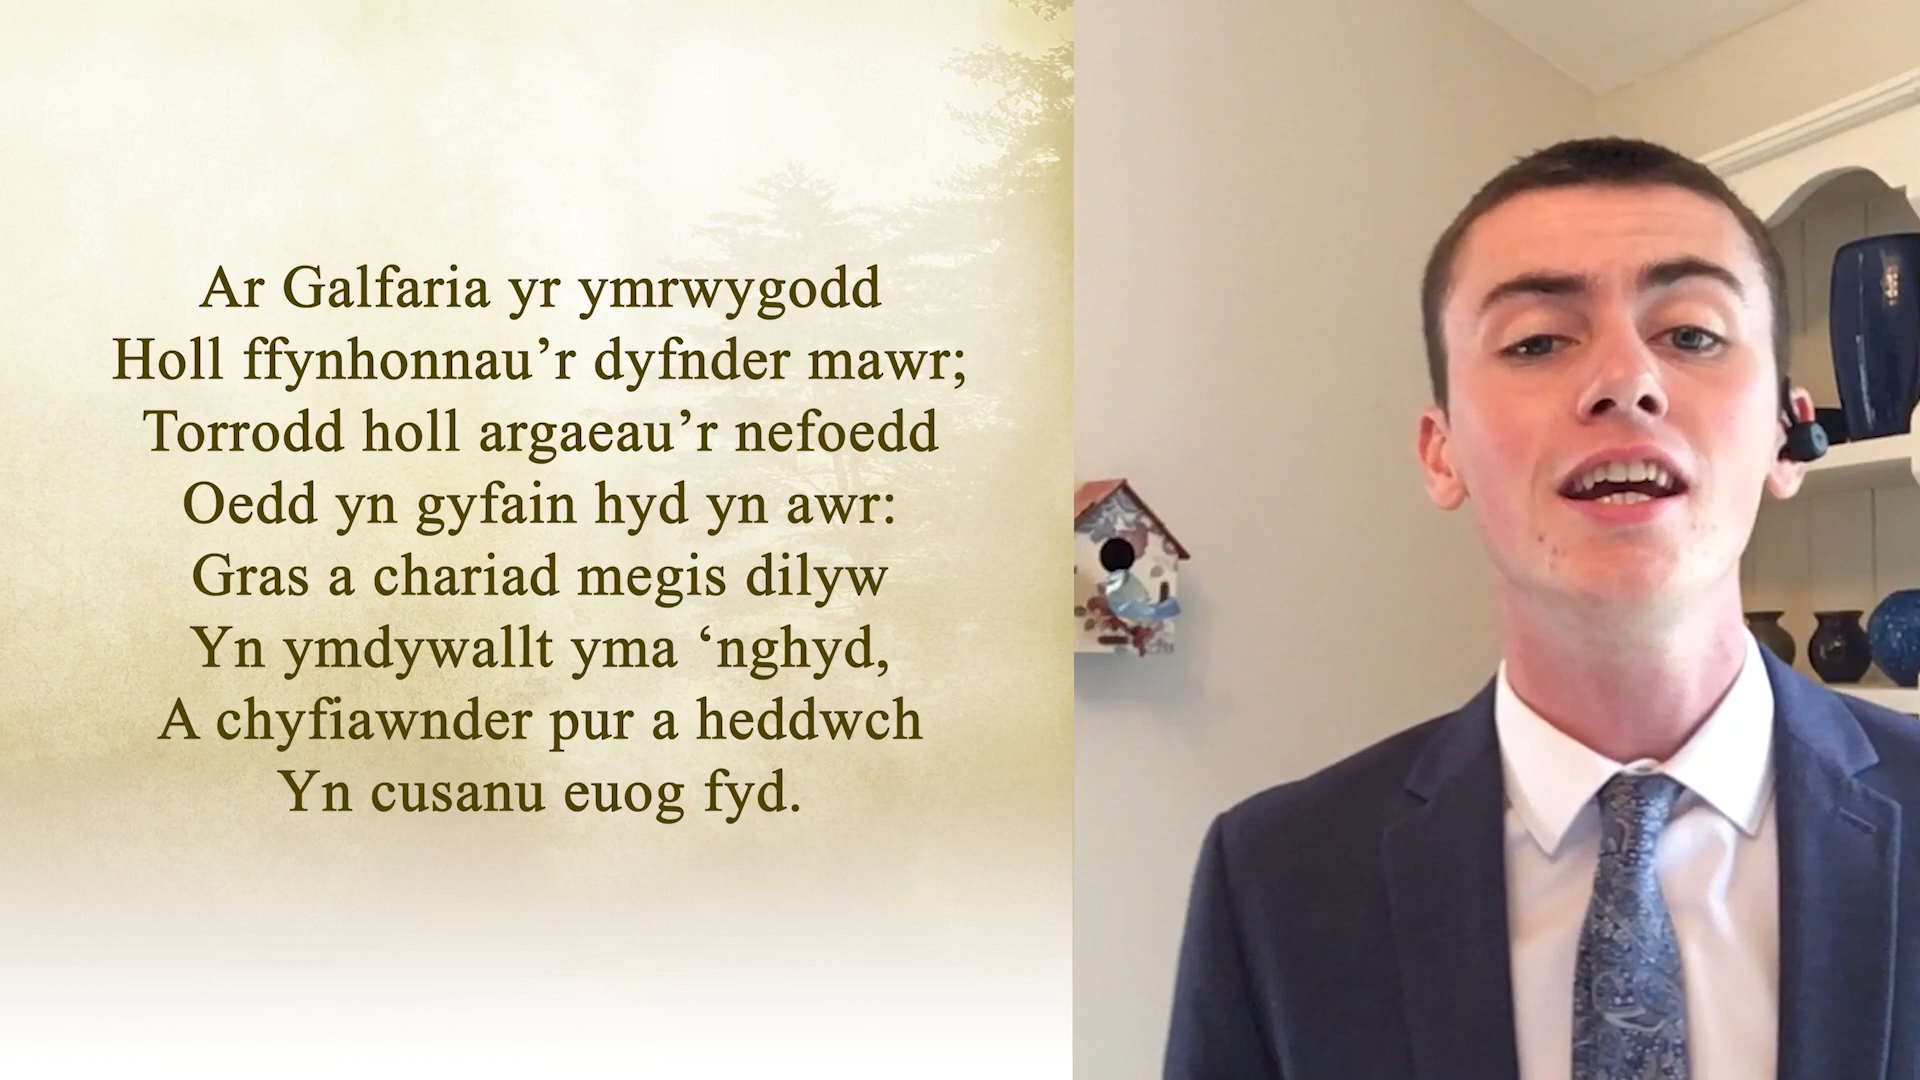 Ar Galfaria yr ymrwygodd
Holl ffynhonnau’r dyfnder mawr;
Torrodd holl argaeau’r nefoedd
Oedd yn gyfain hyd yn awr:
Gras a chariad megis dilyw
Yn ymdywallt yma ‘nghyd,
A chyfiawnder pur a heddwch
Yn cusanu euog fyd.